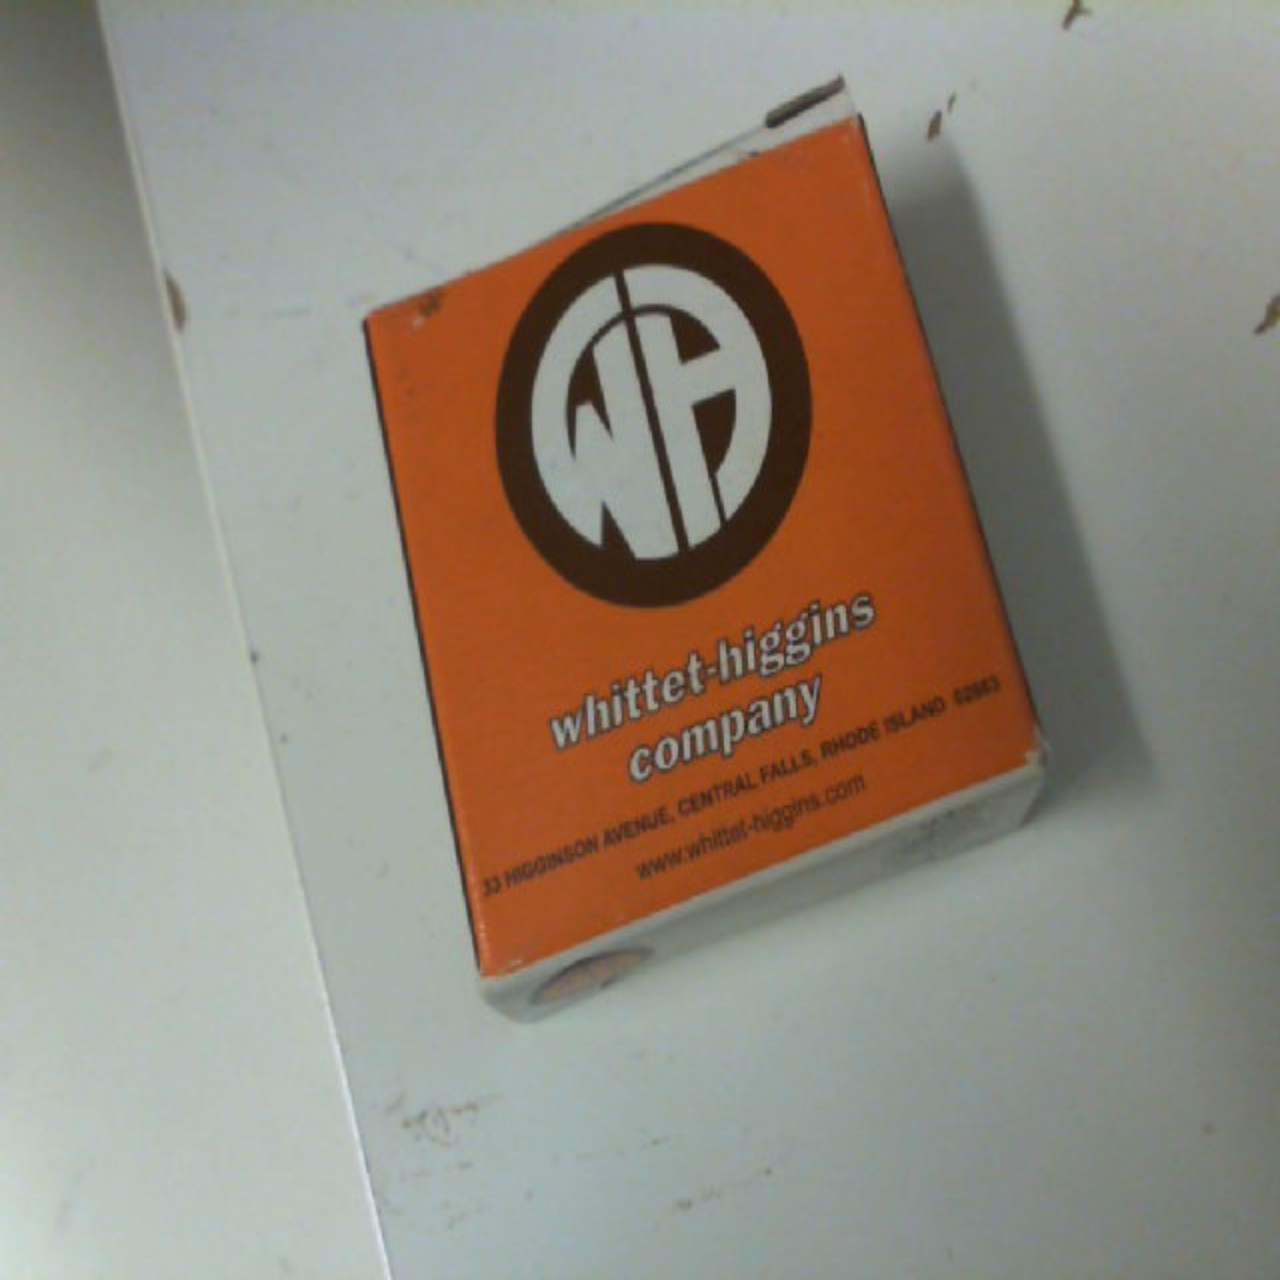 WH
whittet-higgins
company
33 HIGGINSON AVENUE, CENTRAL FALLS, RHODE ISLAND 02863
www.whittet-higgins.com